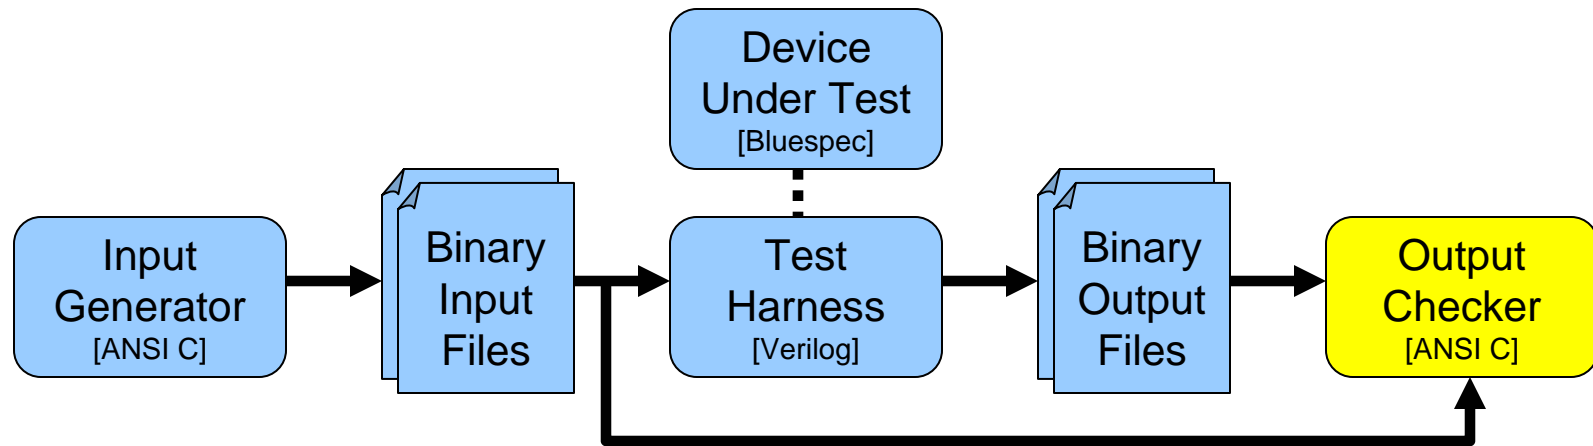 Device
Under Test
[Bluespec]
Input
Generator
[ANSI C]
Binary
Input
Files
Test
Harness
[Verilog]
Binary
Output
Files
Output
Checker
[ANSI C]